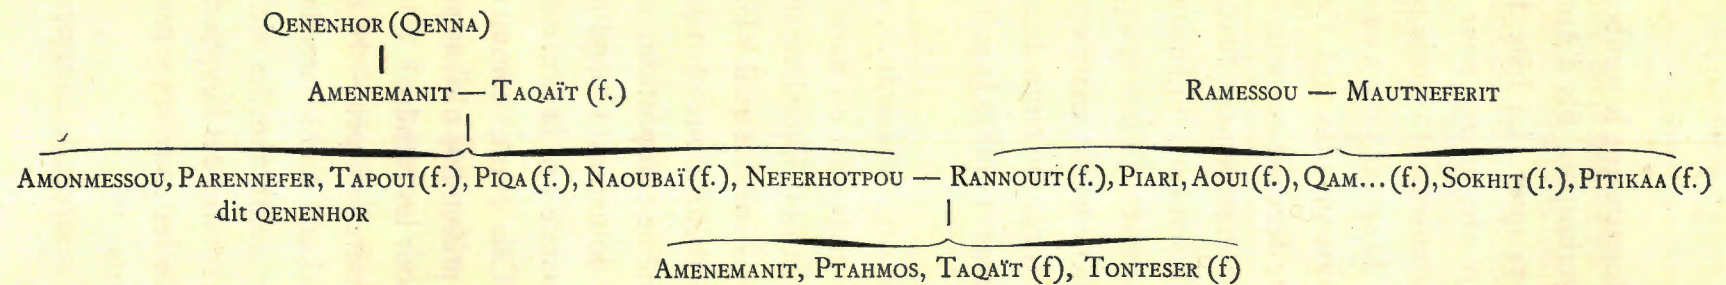 QENENHOR (QENNA)
AMENEMANIT — TAQAÏT (f.) RAMESSOU — MAUTNEFERIT
AMONMESSOU, PARENNEFER, TAPOUI (f.), PIQA (f.), NAOUBAÏ (f.), NEFERHOTPOU — RANNOUIT (f.), PIARI, AOUI (f.), QAM... (f.), SOKHIT (f.), PITIKAA (f.)
dit QENENHOR
AMENEMANIT, PTAHMOS, TAQAÏT (f), TONTESER (f)